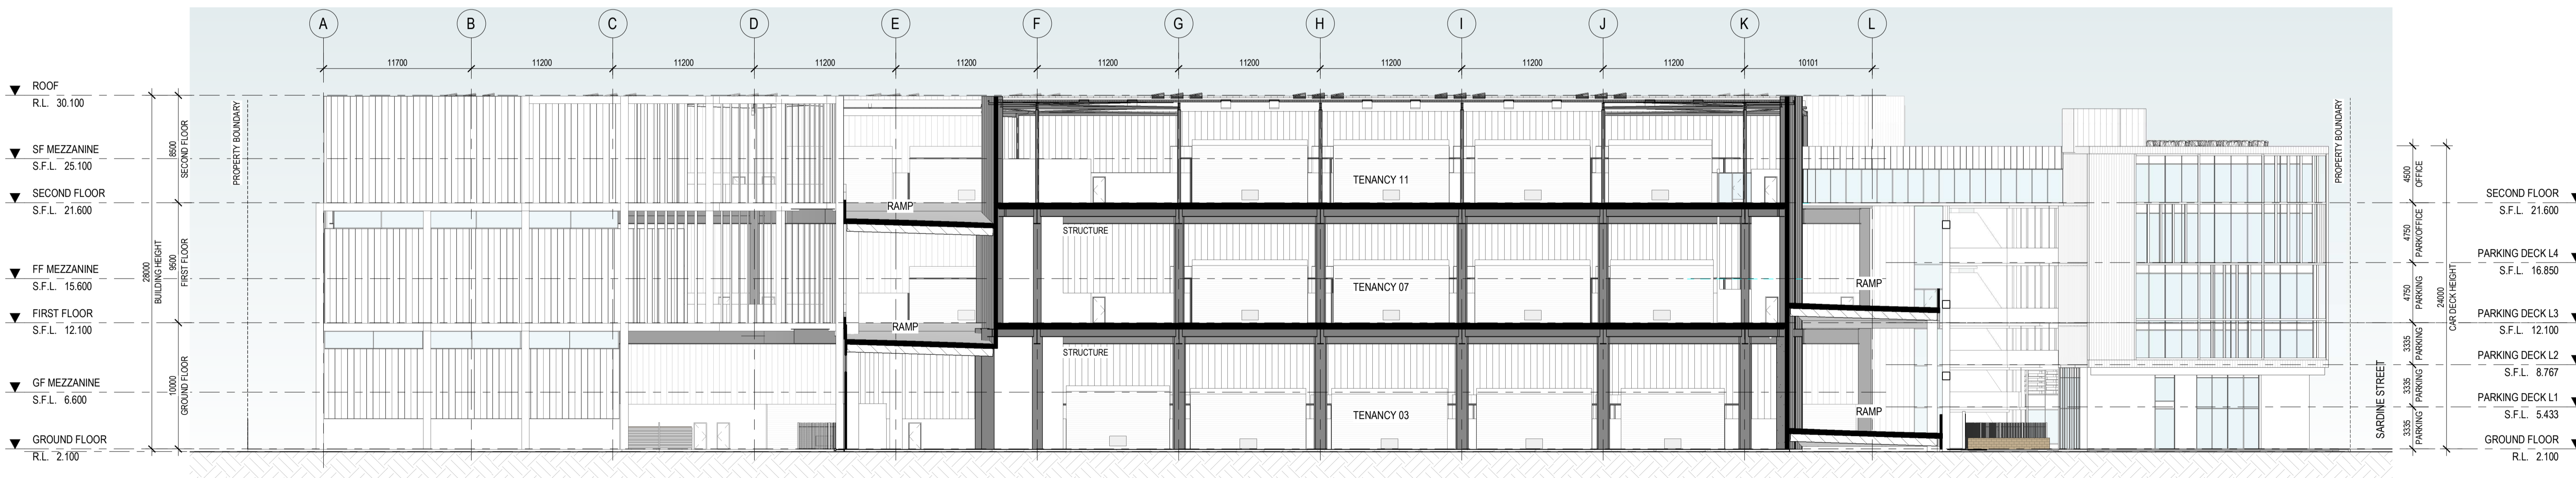 A B C D E F G H I J K L
11700 11200 11200 11200 11200 11200 11200 11200 11200 11200 10101
ROOF
R.L. 30.100
SF MEZZANINE
S.F.L. 25.100
SECOND FLOOR
S.F.L. 21.600
FF MEZZANINE
S.F.L. 15.600
FIRST FLOOR
S.F.L. 12.100
GF MEZZANINE
S.F.L. 6.600
GROUND FLOOR
R.L. 2.100
28000
BUILDING HEIGHT
8500
SECOND FLOOR
9500
FIRST FLOOR
10000
GROUND FLOOR
PROPERTY BOUNDARY
RAMP
RAMP
TENANCY 11
STRUCTURE
TENANCY 07
STRUCTURE
TENANCY 03
RAMP
RAMP
PROPERTY BOUNDARY
SARDINE STREET
4500
OFFICE
4750
PARK/OFFICE
4750
PARKING
3335
PARKING
3335
PARKING
3335
PARKING
24000
CAR DECK HEIGHT
SECOND FLOOR
S.F.L. 21.600
PARKING DECK L4
S.F.L. 16.850
PARKING DECK L3
S.F.L. 12.100
PARKING DECK L2
S.F.L. 8.767
PARKING DECK L1
S.F.L. 5.433
GROUND FLOOR
R.L. 2.100